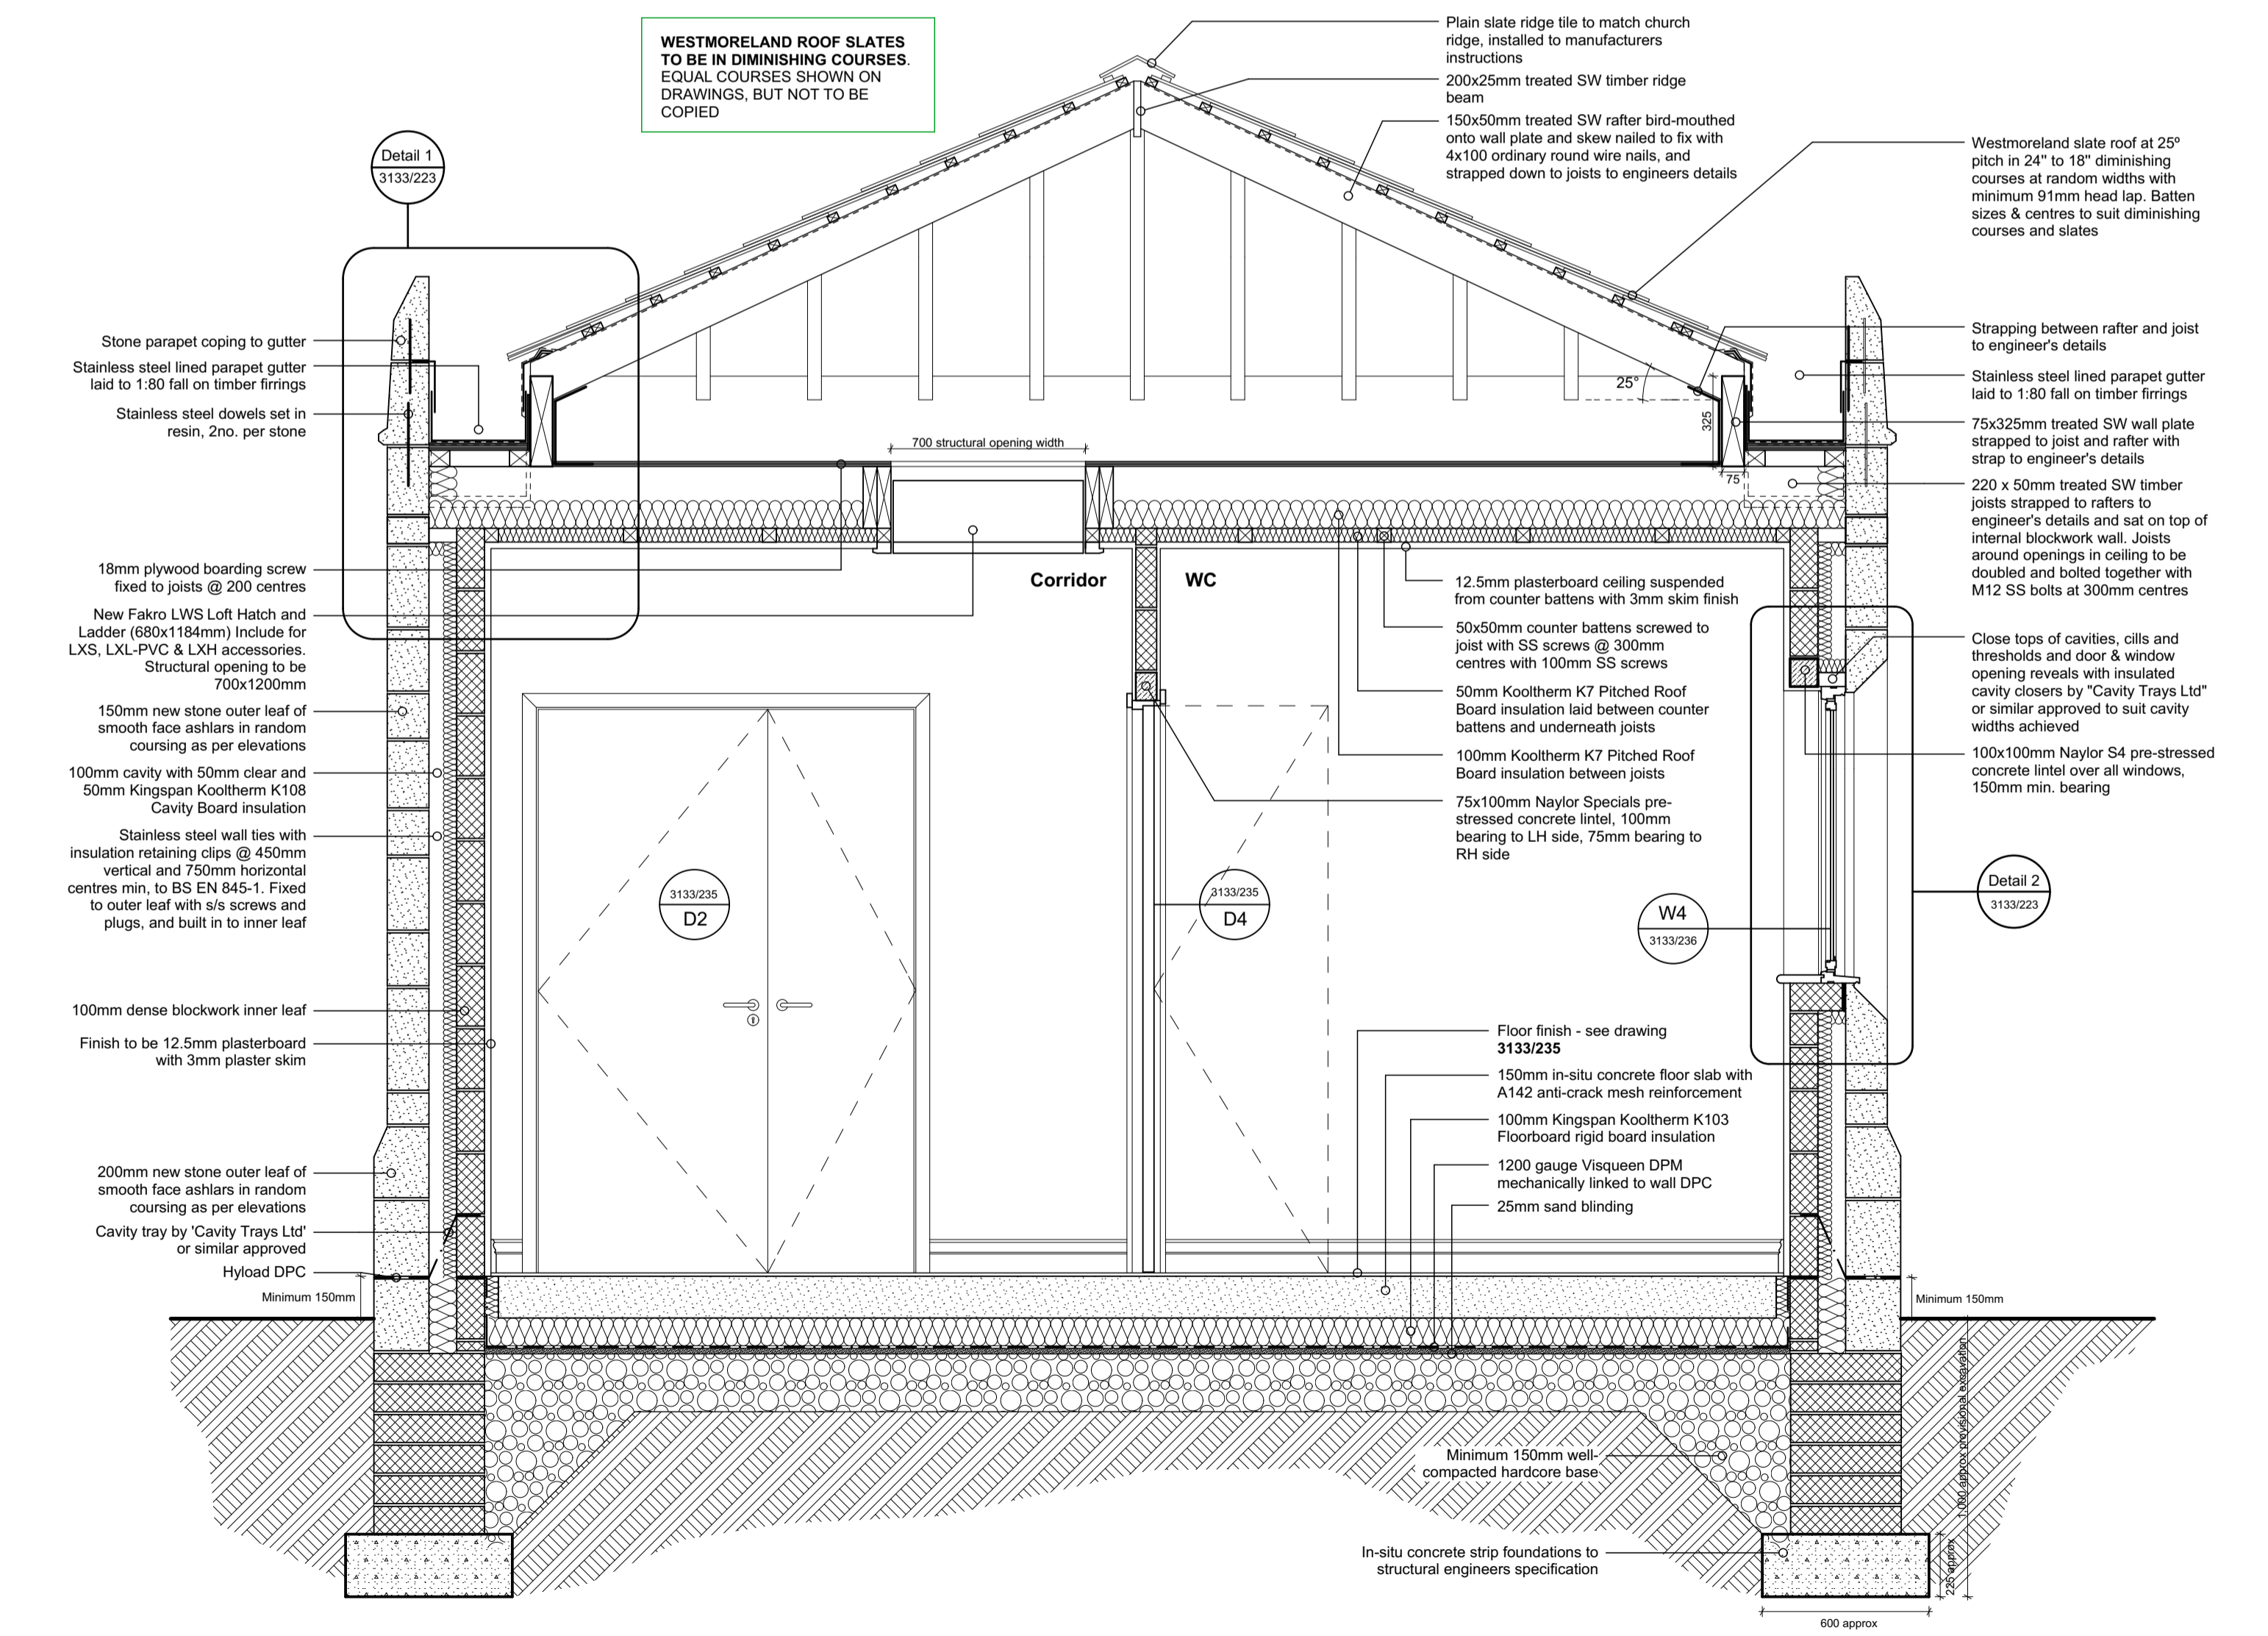 WESTMORELAND ROOF SLATES
TO BE IN DIMINISHING COURSES.
EQUAL COURSES SHOWN ON
DRAWINGS, BUT NOT TO BE
COPIED
Detail 1
3133/223
Stone parapet coping to gutter
Stainless steel lined parapet gutter
laid to 1:80 fall on timber firrings
Stainless steel dowels set in
resin, 2no. per stone
18mm plywood boarding screw
fixed to joists @ 200 centres
New Fakro LWS Loft Hatch and
Ladder (680x1184mm) Include for
LXS, LXL-PVC & LXH accessories.
Structural opening to be
700x1200mm
150mm new stone outer leaf of
smooth face ashlars in random
coursing as per elevations
100mm cavity with 50mm clear and
50mm Kingspan Kooltherm K108
Cavity Board insulation
Stainless steel wall ties with
insulation retaining clips @ 450mm
vertical and 750mm horizontal
centres min, to BS EN 845-1. Fixed
to outer leaf with s/s screws and
plugs, and built in to inner leaf
100mm dense blockwork inner leaf
Finish to be 12.5mm plasterboard
with 3mm plaster skim
200mm new stone outer leaf of
smooth face ashlars in random
coursing as per elevations
Cavity tray by 'Cavity Trays Ltd'
or similar approved
Hyload DPC
Minimum 150mm
Plain slate ridge tile to match church
ridge, installed to manufacturers
instructions
200x25mm treated SW timber ridge
beam
150x50mm treated SW rafter bird-mouthed
onto wall plate and skew nailed to fix with
4x100 ordinary round wire nails, and
strapped down to joists to engineers details
25°
325
75
700 structural opening width
Corridor
WC
12.5mm plasterboard ceiling suspended
from counter battens with 3mm skim finish
50x50mm counter battens screwed to
joist with SS screws @ 300mm
centres with 100mm SS screws
50mm Kooltherm K7 Pitched Roof
Board insulation laid between counter
battens and underneath joists
100mm Kooltherm K7 Pitched Roof
Board insulation between joists
75x100mm Naylor Specials pre-
stressed concrete lintel, 100mm
bearing to LH side, 75mm bearing to
RH side
3133/235
D2
3133/235
D4
W4
3133/236
Floor finish - see drawing
3133/235
150mm in-situ concrete floor slab with
A142 anti-crack mesh reinforcement
100mm Kingspan Kooltherm K103
Floorboard rigid board insulation
1200 gauge Visqueen DPM
mechanically linked to wall DPC
25mm sand blinding
Minimum 150mm well-
compacted hardcore base
In-situ concrete strip foundations to
structural engineers specification
Westmoreland slate roof at 25º
pitch in 24" to 18" diminishing
courses at random widths with
minimum 91mm head lap. Batten
sizes & centres to suit diminishing
courses and slates
Strapping between rafter and joist
to engineer's details
Stainless steel lined parapet gutter
laid to 1:80 fall on timber firrings
75x325mm treated SW wall plate
strapped to joist and rafter with
strap to engineer's details
220 x 50mm treated SW timber
joists strapped to rafters to
engineer's details and sat on top of
internal blockwork wall. Joists
around openings in ceiling to be
doubled and bolted together with
M12 SS bolts at 300mm centres
Close tops of cavities, cills and
thresholds and door & window
opening reveals with insulated
cavity closers by "Cavity Trays Ltd"
or similar approved to suit cavity
widths achieved
100x100mm Naylor S4 pre-stressed
concrete lintel over all windows,
150mm min. bearing
Detail 2
3133/223
Minimum 150mm
1,000 approx provisional excavation
225 approx
600 approx